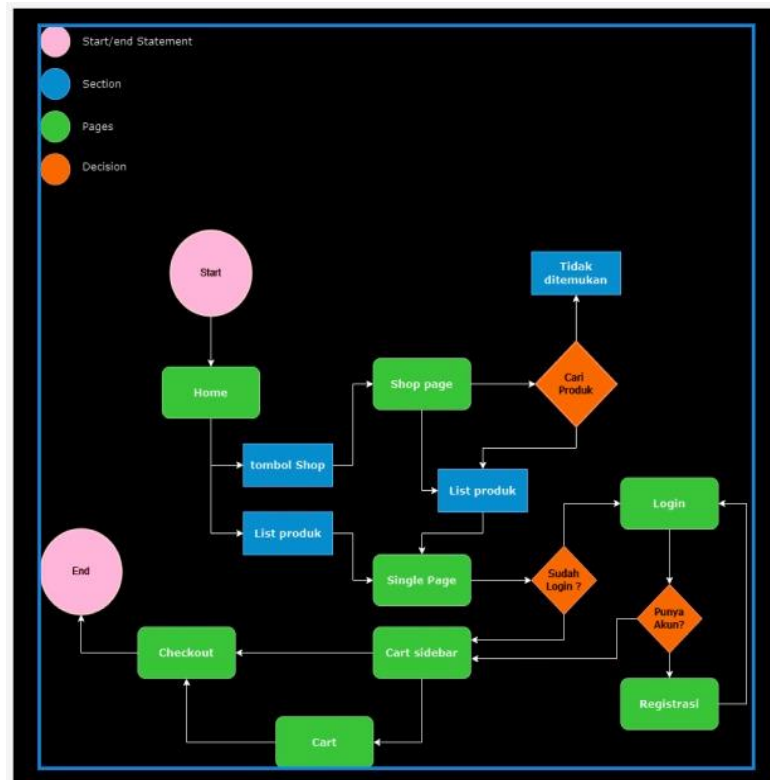 Start/end Statement
Section
Pages
Decision
Start
Tidak
ditemukan
Home
Shop page
Cari
Produk
tombol Shop
List produk
List produk
Login
End
Single Page
Sudah
Login ?
Punya
Akun?
Checkout
Cart sidebar
Registrasi
Cart